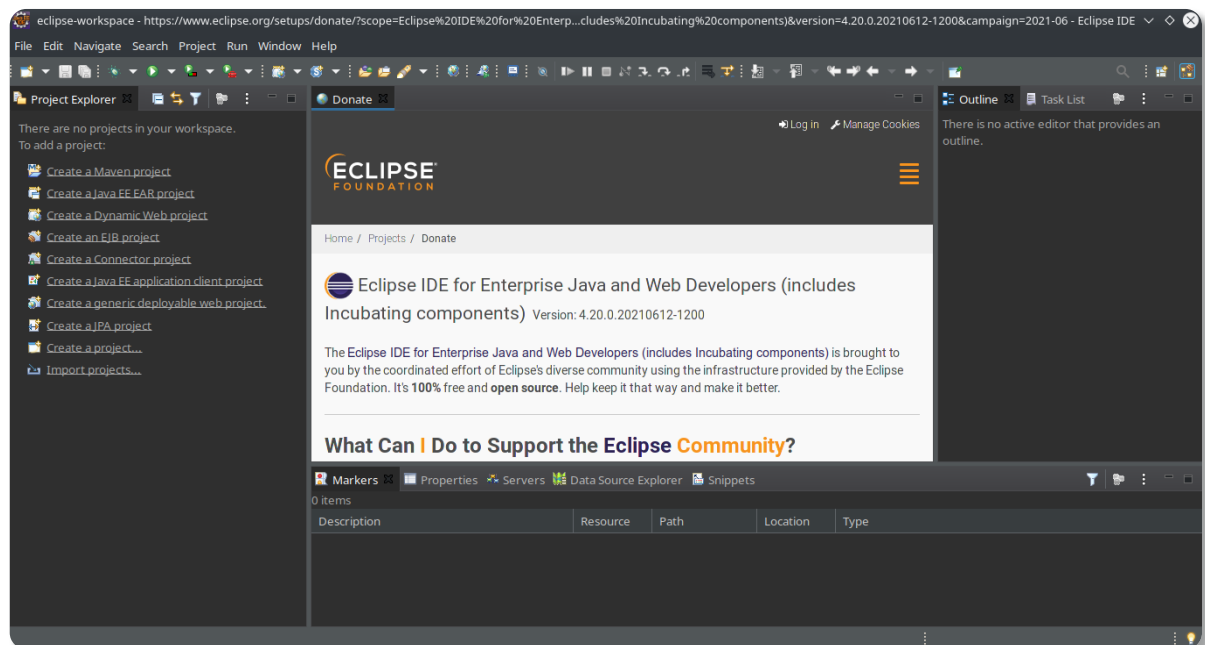 eclipse-workspace - https://www.eclipse.org/setups/donate/?scope=Eclipse%20IDE%20for%20Enterp...cludes%20Incubating%20components)&version=4.20.0.20210612-1200&campaign=2021-06 - Eclipse IDE
File Edit Navigate Search Project Run Window Help
Project Explorer
Donate
Outline
Task List
There are no projects in your workspace.
To add a project:
Create a Maven project
Create a Java EE EAR project
Create a Dynamic Web project
Create an EJB project
Create a Connector project
Create a Java EE application client project
Create a generic deployable web project.
Create a JPA project
Create a project...
Import projects...
Log in Manage Cookies
ECLIPSE
FOUNDATION
Home / Projects / Donate
Eclipse IDE for Enterprise Java and Web Developers (includes
Incubating components) Version: 4.20.0.20210612-1200
The Eclipse IDE for Enterprise Java and Web Developers (includes Incubating components) is brought to
you by the coordinated effort of Eclipse's diverse community using the infrastructure provided by the Eclipse
Foundation. It's 100% free and open source. Help keep it that way and make it better.
What Can I Do to Support the Eclipse Community?
There is no active editor that provides an
outline.
Markers Properties Servers Data Source Explorer Snippets
0 items
Description Resource Path Location Type